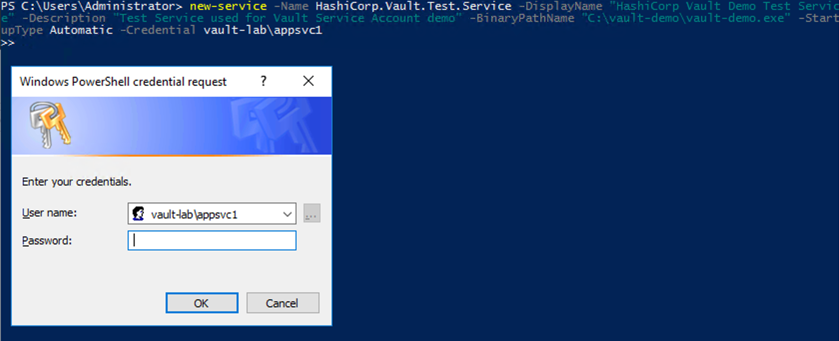 PS C:\Users\Administrator> new-service -Name HashiCorp.Vault.Test.Service -DisplayName "HashiCorp Vault Demo Test Servic
e" -Description "Test Service used for Vault Service Account demo" -BinaryPathName "C:\vault-demo\vault-demo.exe" -Start
upType Automatic -Credential vault-lab\appsvc1
>>
Windows PowerShell credential request ? ×
Enter your credentials.
User name: vault-lab\appsvc1 ...
Password:
OK Cancel